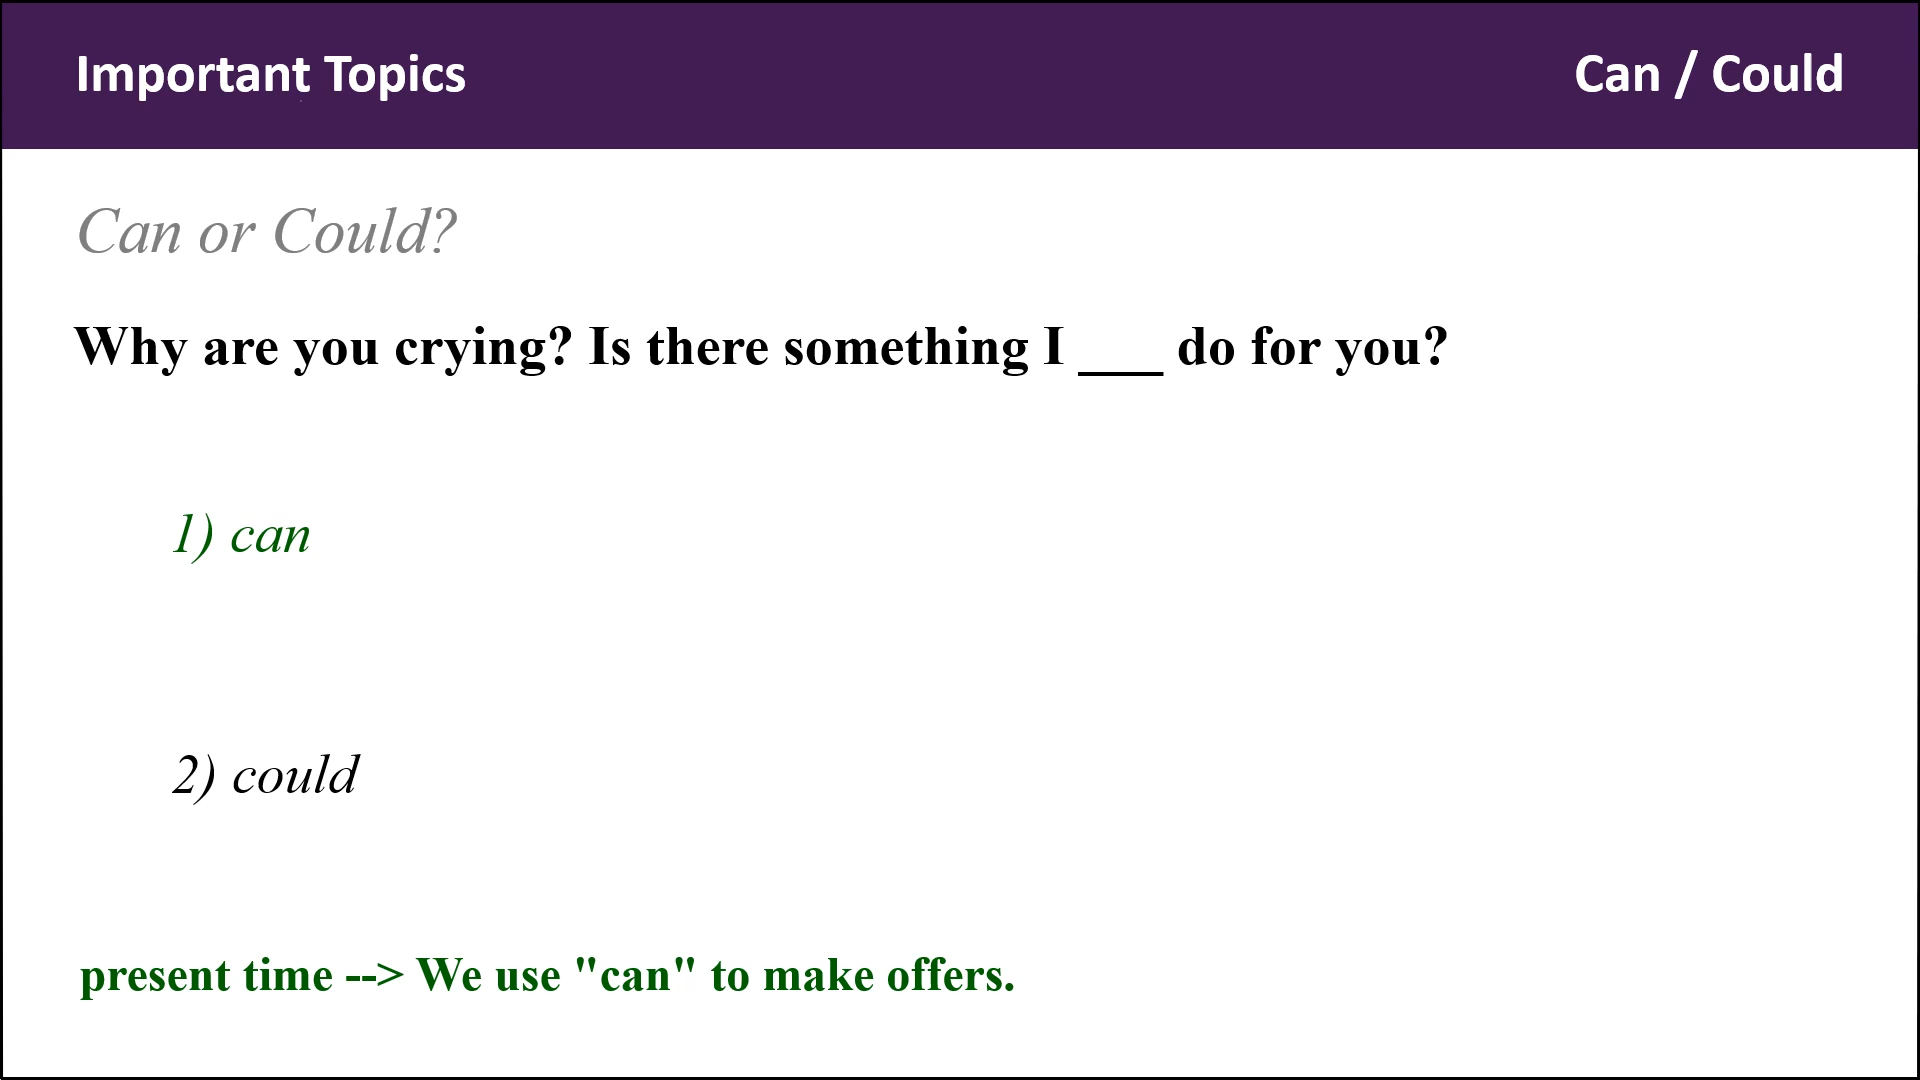 Important Topics
Can / Could
Can or Could?
Why are you crying? Is there something I ___ do for you?
1) can
2) could
present time --> We use "can" to make offers.